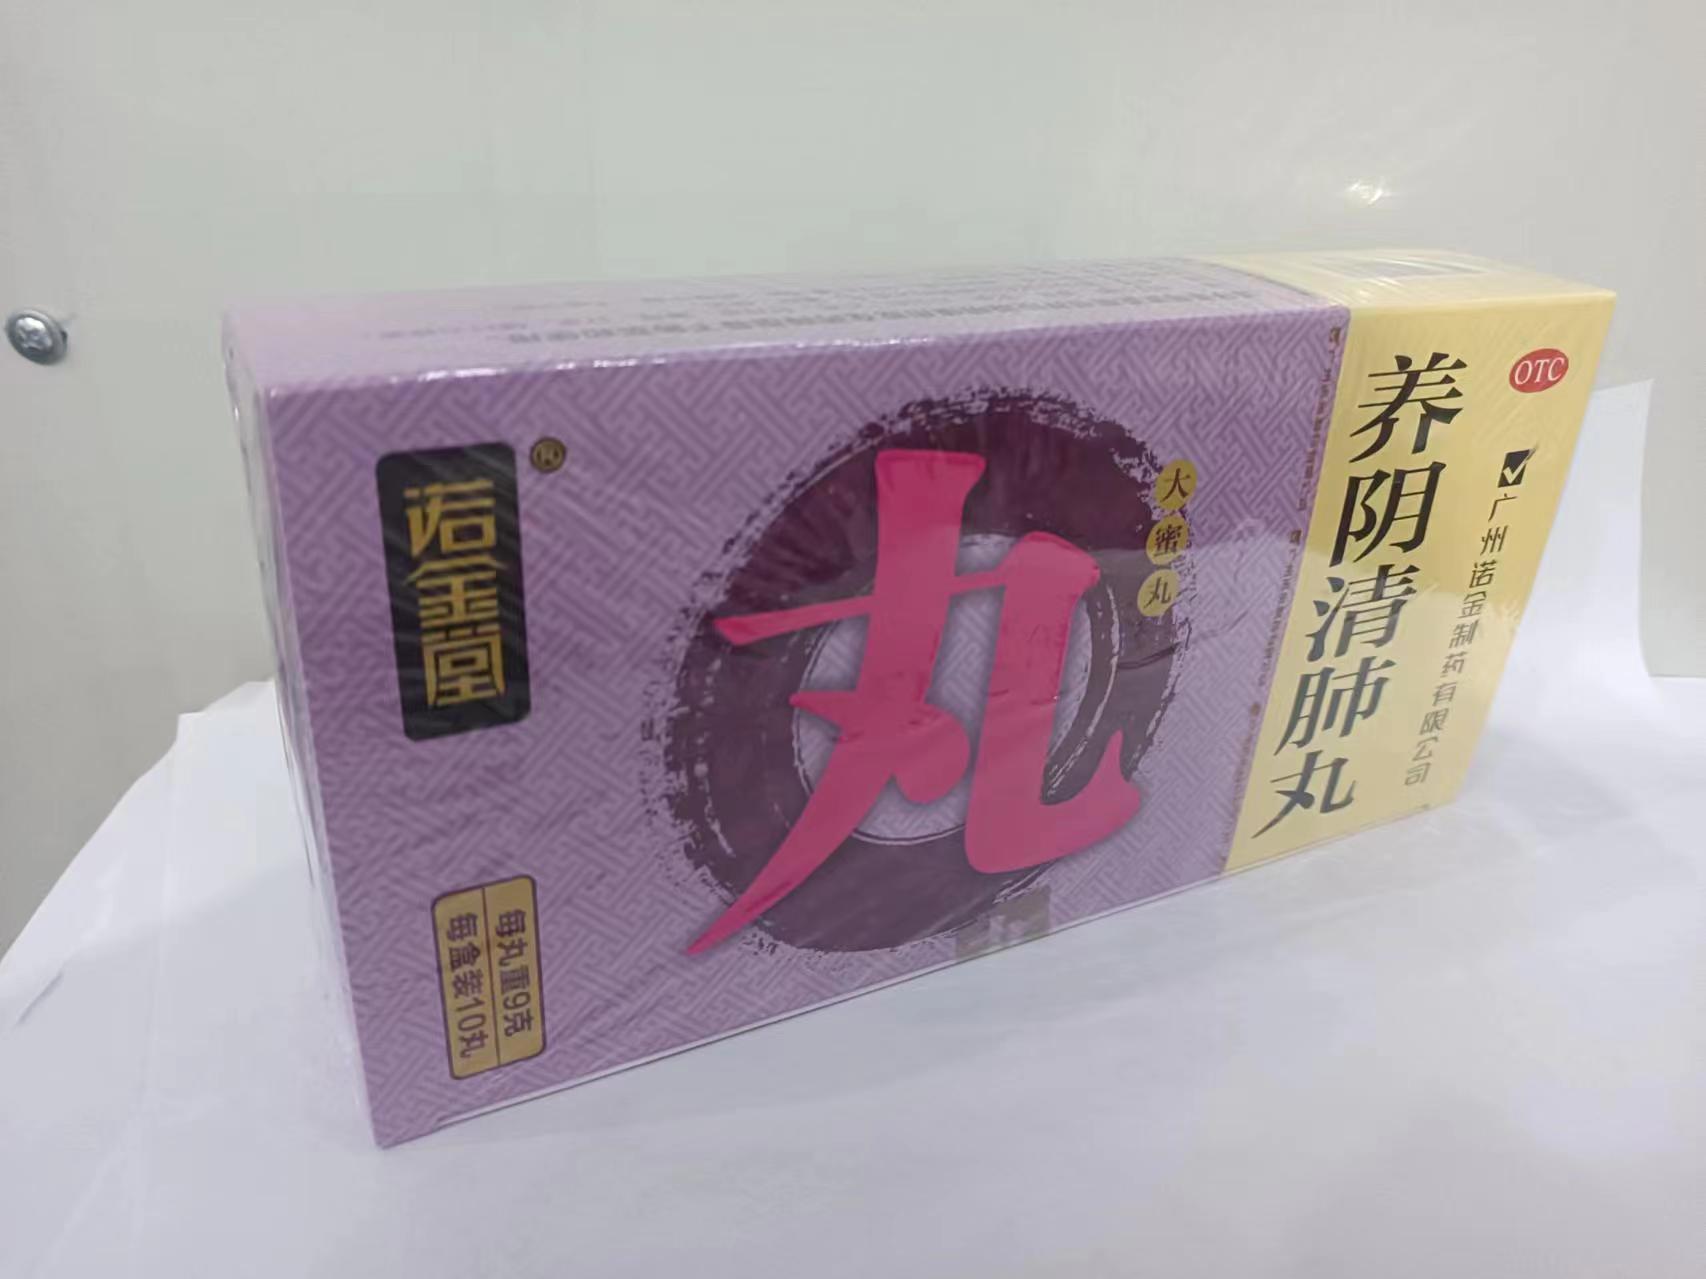 诺金堂
®
每丸重9克
每盒装10丸
丸
大蜜丸
养阴清肺丸
OTC
广州诺金制药有限公司